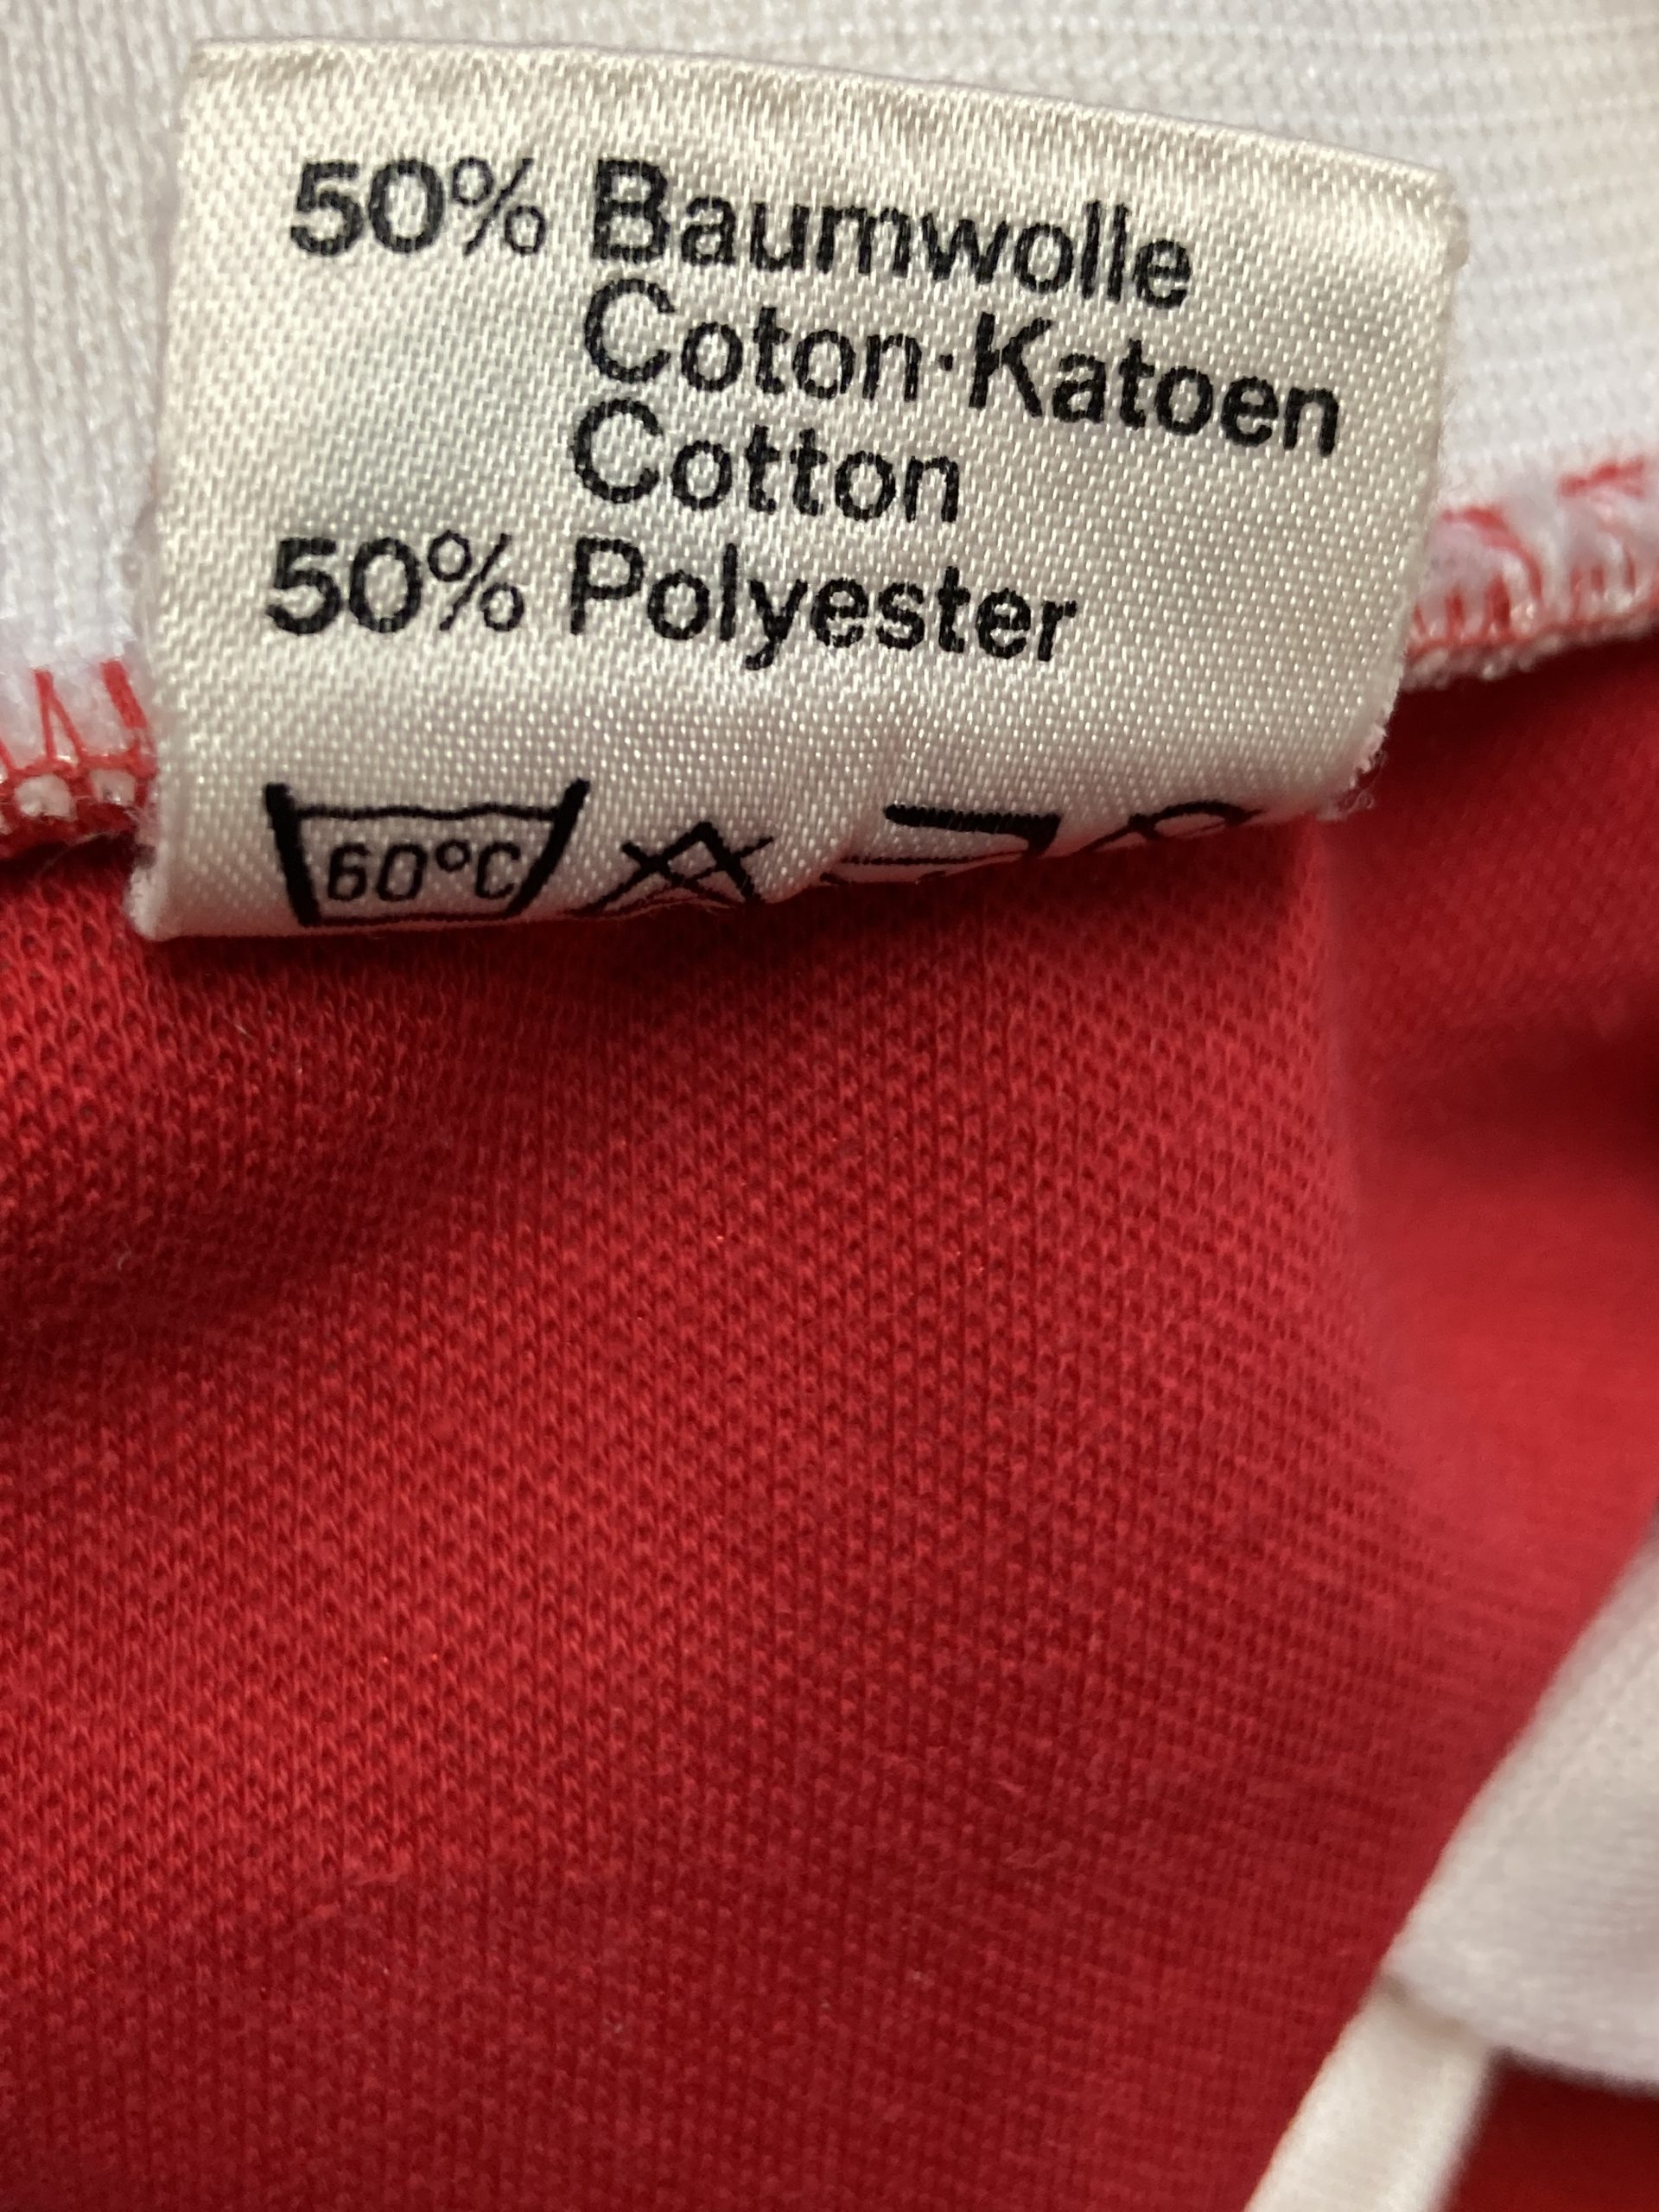 50% Baumwolle
Coton·Katoen
Cotton
50% Polyester
60°C